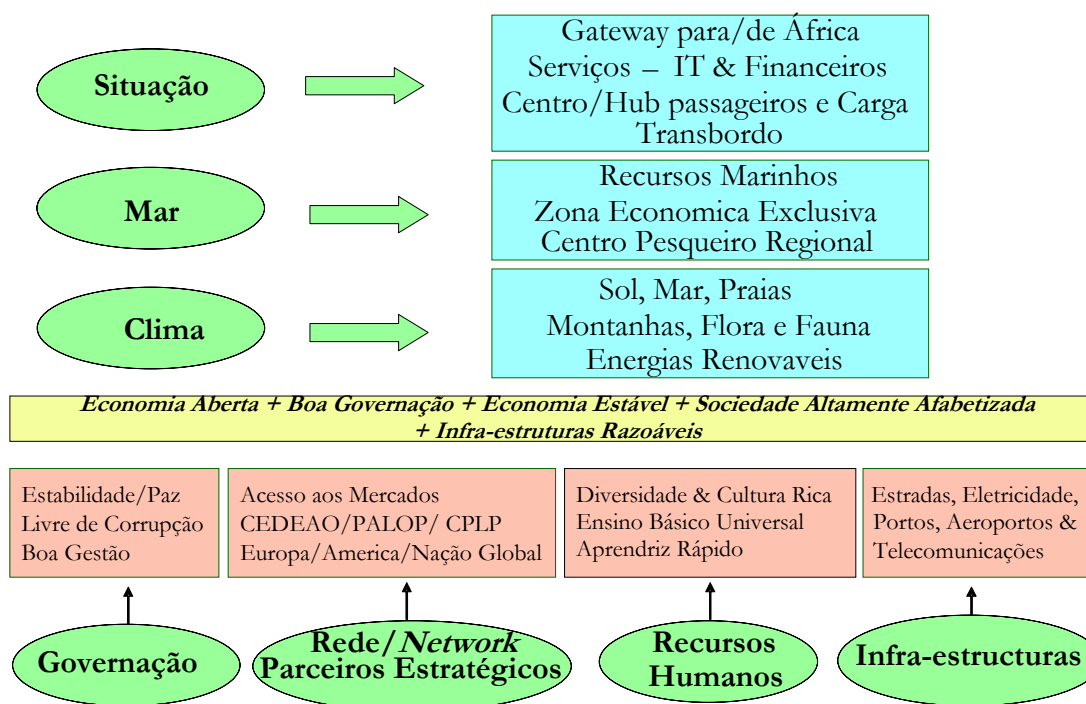 Situação
Gateway para/de África
Serviços – IT & Financeiros
Centro/Hub passageiros e Carga
Transbordo
Mar
Recursos Marinhos
Zona Economica Exclusiva
Centro Pesqueiro Regional
Clima
Sol, Mar, Praias
Montanhas, Flora e Fauna
Energias Renovaveis
Economia Aberta + Boa Governação + Economia Estável + Sociedade Altamente Afabetizada
+ Infra-estruturas Razoáveis
Estabilidade/Paz
Livre de Corrupção
Boa Gestão
Acesso aos Mercados
CEDEAO/PALOP/ CPLP
Europa/America/Nação Global
Diversidade & Cultura Rica
Ensino Básico Universal
Aprendriz Rápido
Estradas, Eletricidade,
Portos, Aeroportos &
Telecomunicações
Governação
Rede/Network
Parceiros Estratégicos
Recursos
Humanos
Infra-estructuras